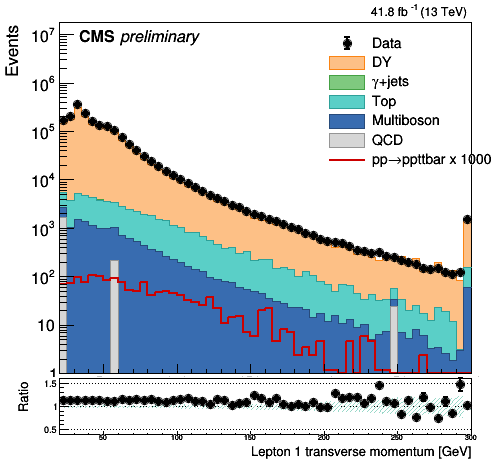 41.8 fb⁻¹ (13 TeV)
CMS preliminary
Events
10⁷
10⁶
10⁵
10⁴
10³
10²
10
1
Data
DY
γ+jets
Top
Multiboson
QCD
pp→ppttbar x 1000
Ratio
1.5
1
0.5
50 100 150 200 250 300
Lepton 1 transverse momentum [GeV]